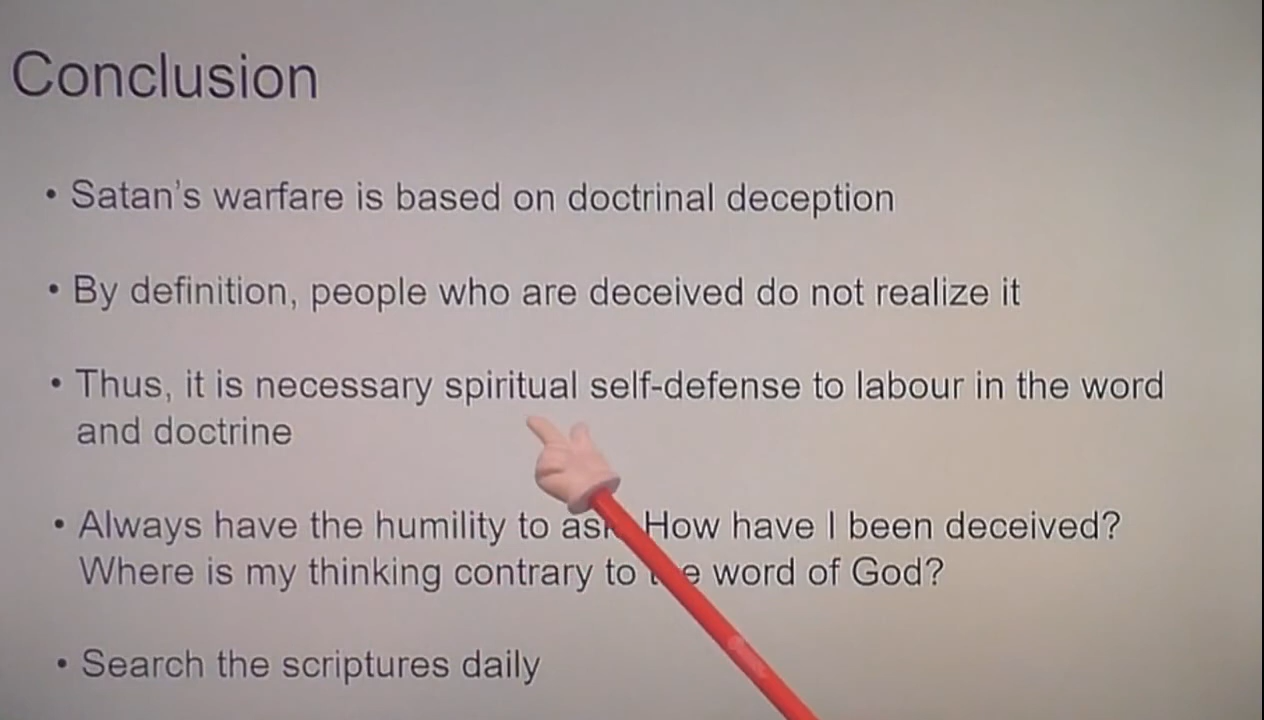 Conclusion
• Satan's warfare is based on doctrinal deception
• By definition, people who are deceived do not realize it
• Thus, it is necessary spiritual self-defense to labour in the word
and doctrine
• Always have the humility to How have I been deceived?
Where is my thinking contrary to word of God?
• Search the scriptures daily